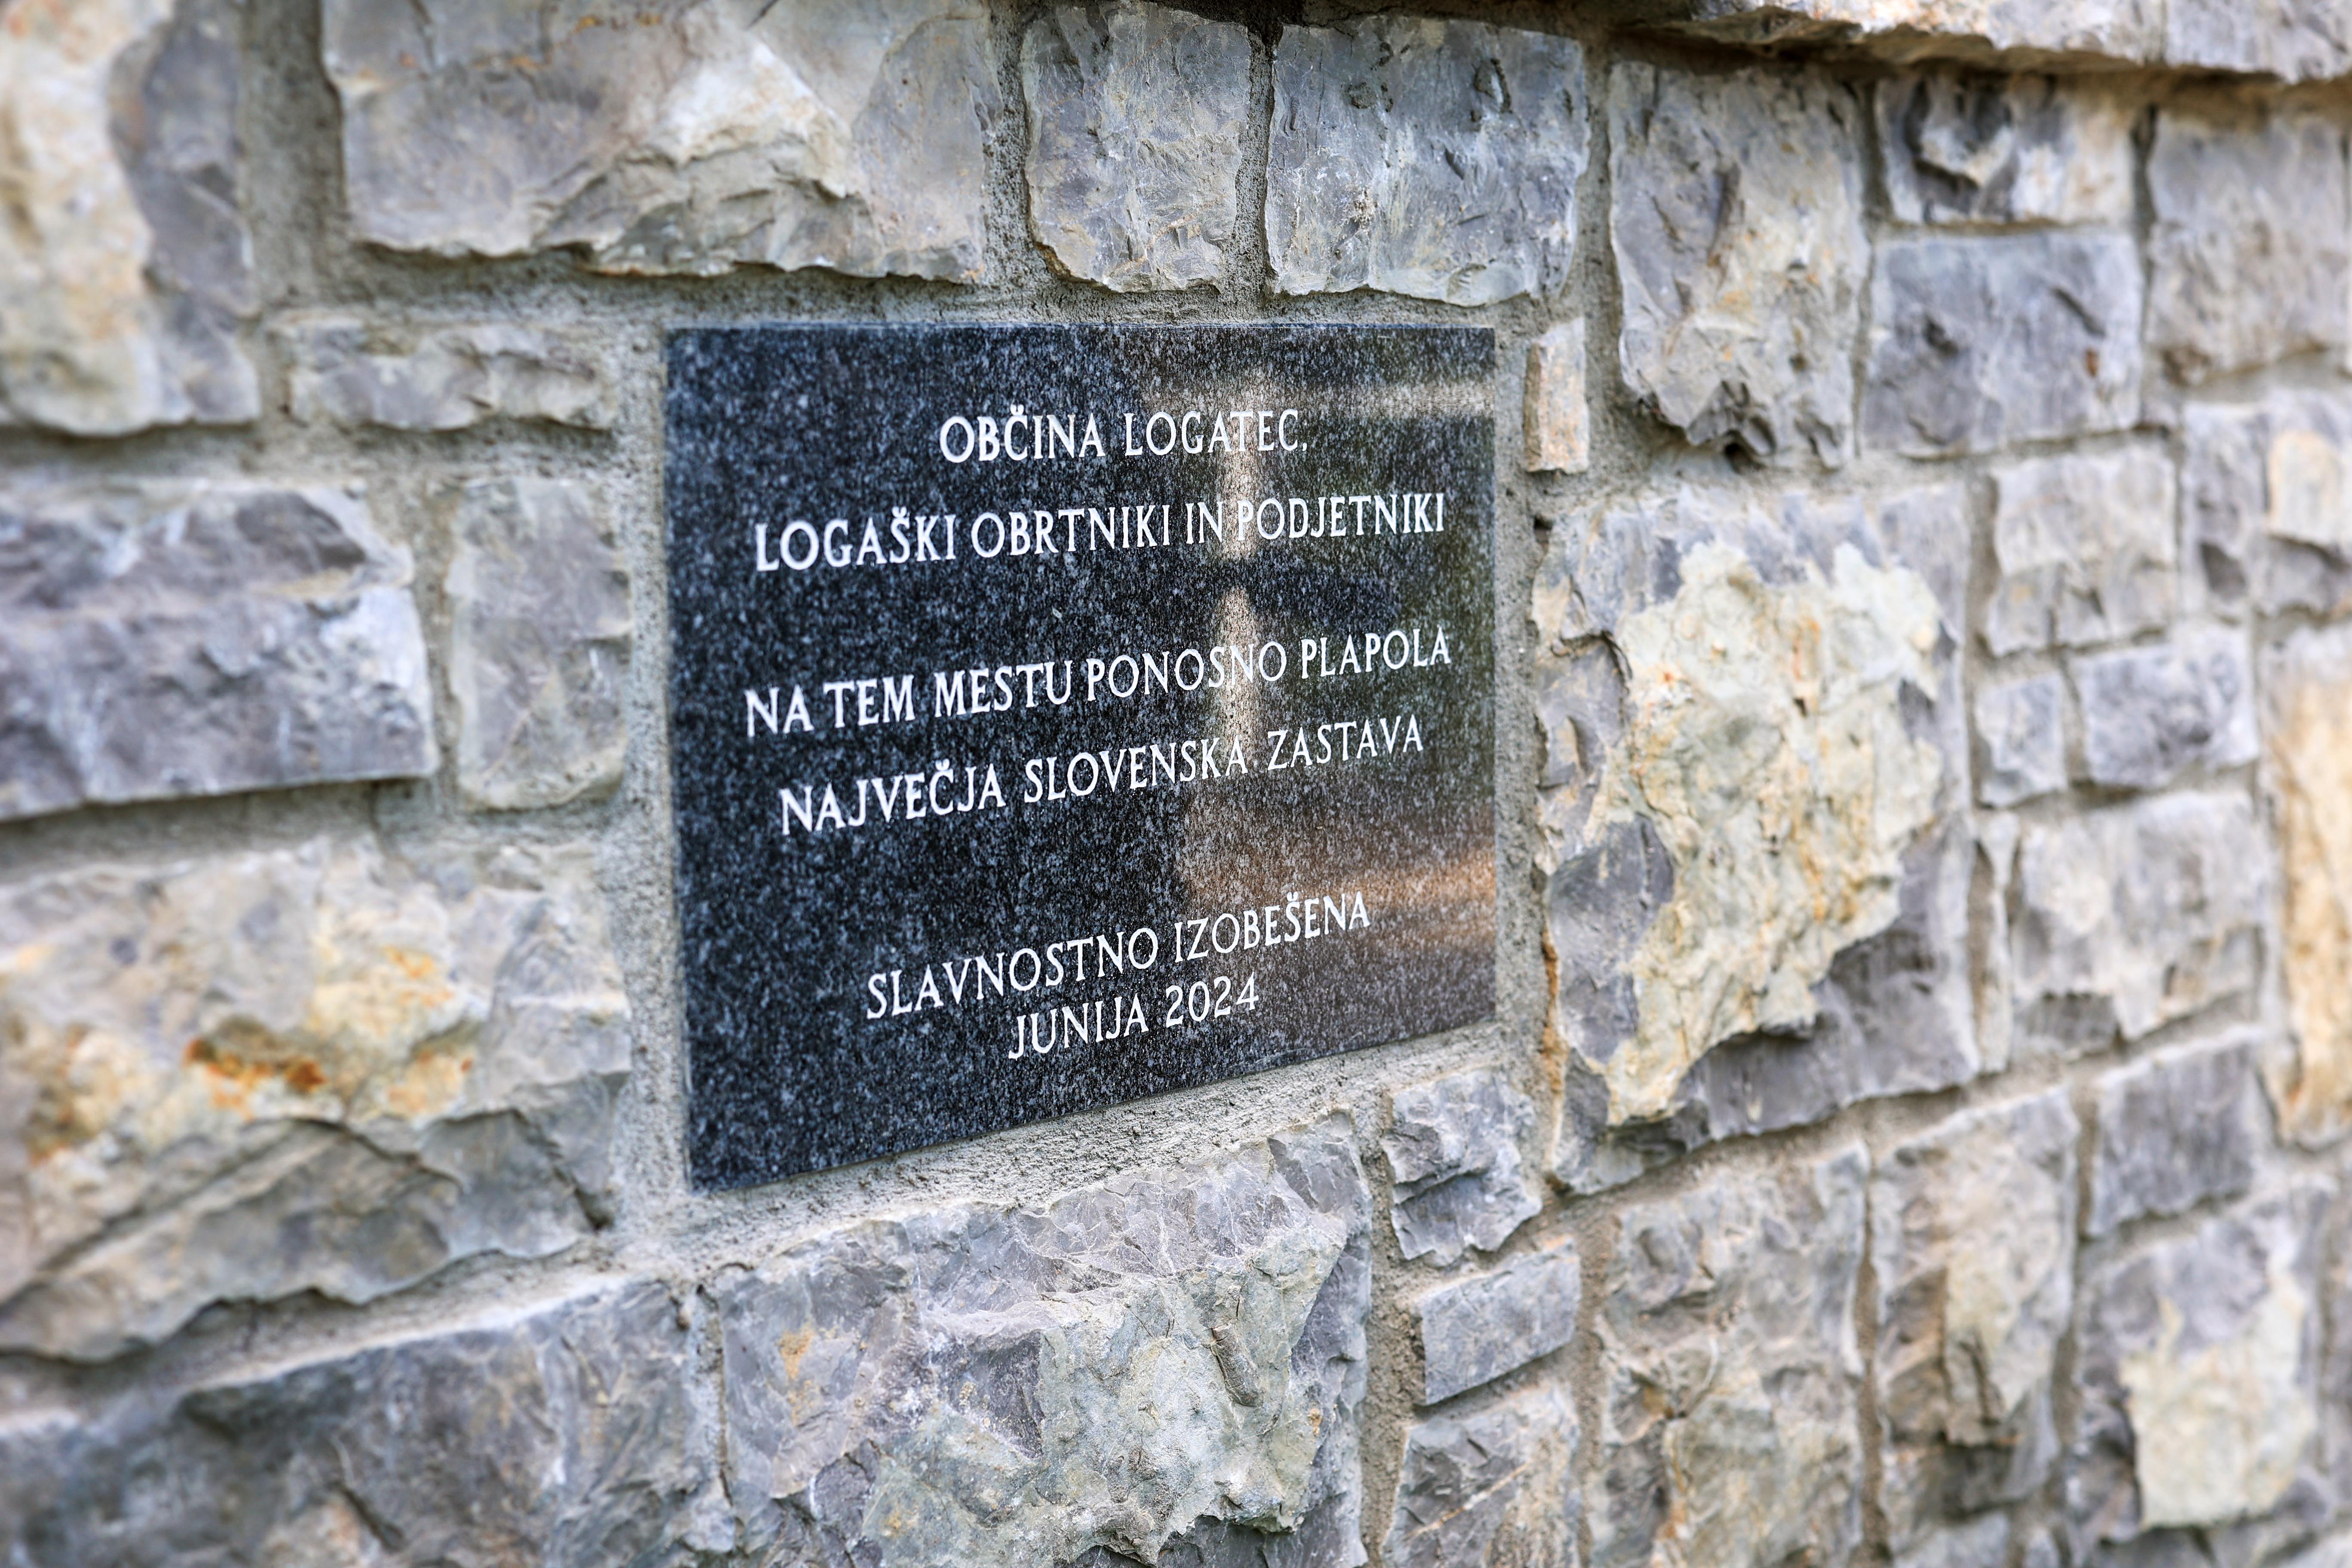 OBČINA LOGATEC,
LOGAŠKI OBRTNIKI IN PODJETNIKI
NA TEM MESTU PONOSNO PLAPOLA
NAJVEČJA SLOVENSKA ZASTAVA
SLAVNOSTNO IZOBEŠENA
JUNIJA 2024